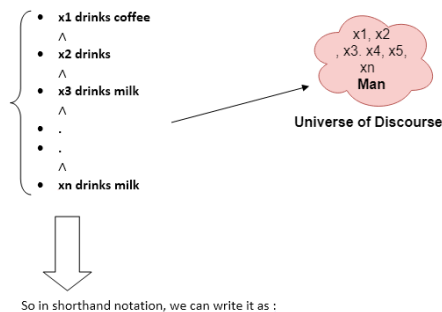 • x1 drinks coffee
∧
• x2 drinks
∧
• x3 drinks milk
∧
• .
• .
∧
• xn drinks milk
x1, x2
, x3. x4, x5,
xn
Man
Universe of Discourse
So in shorthand notation, we can write it as :